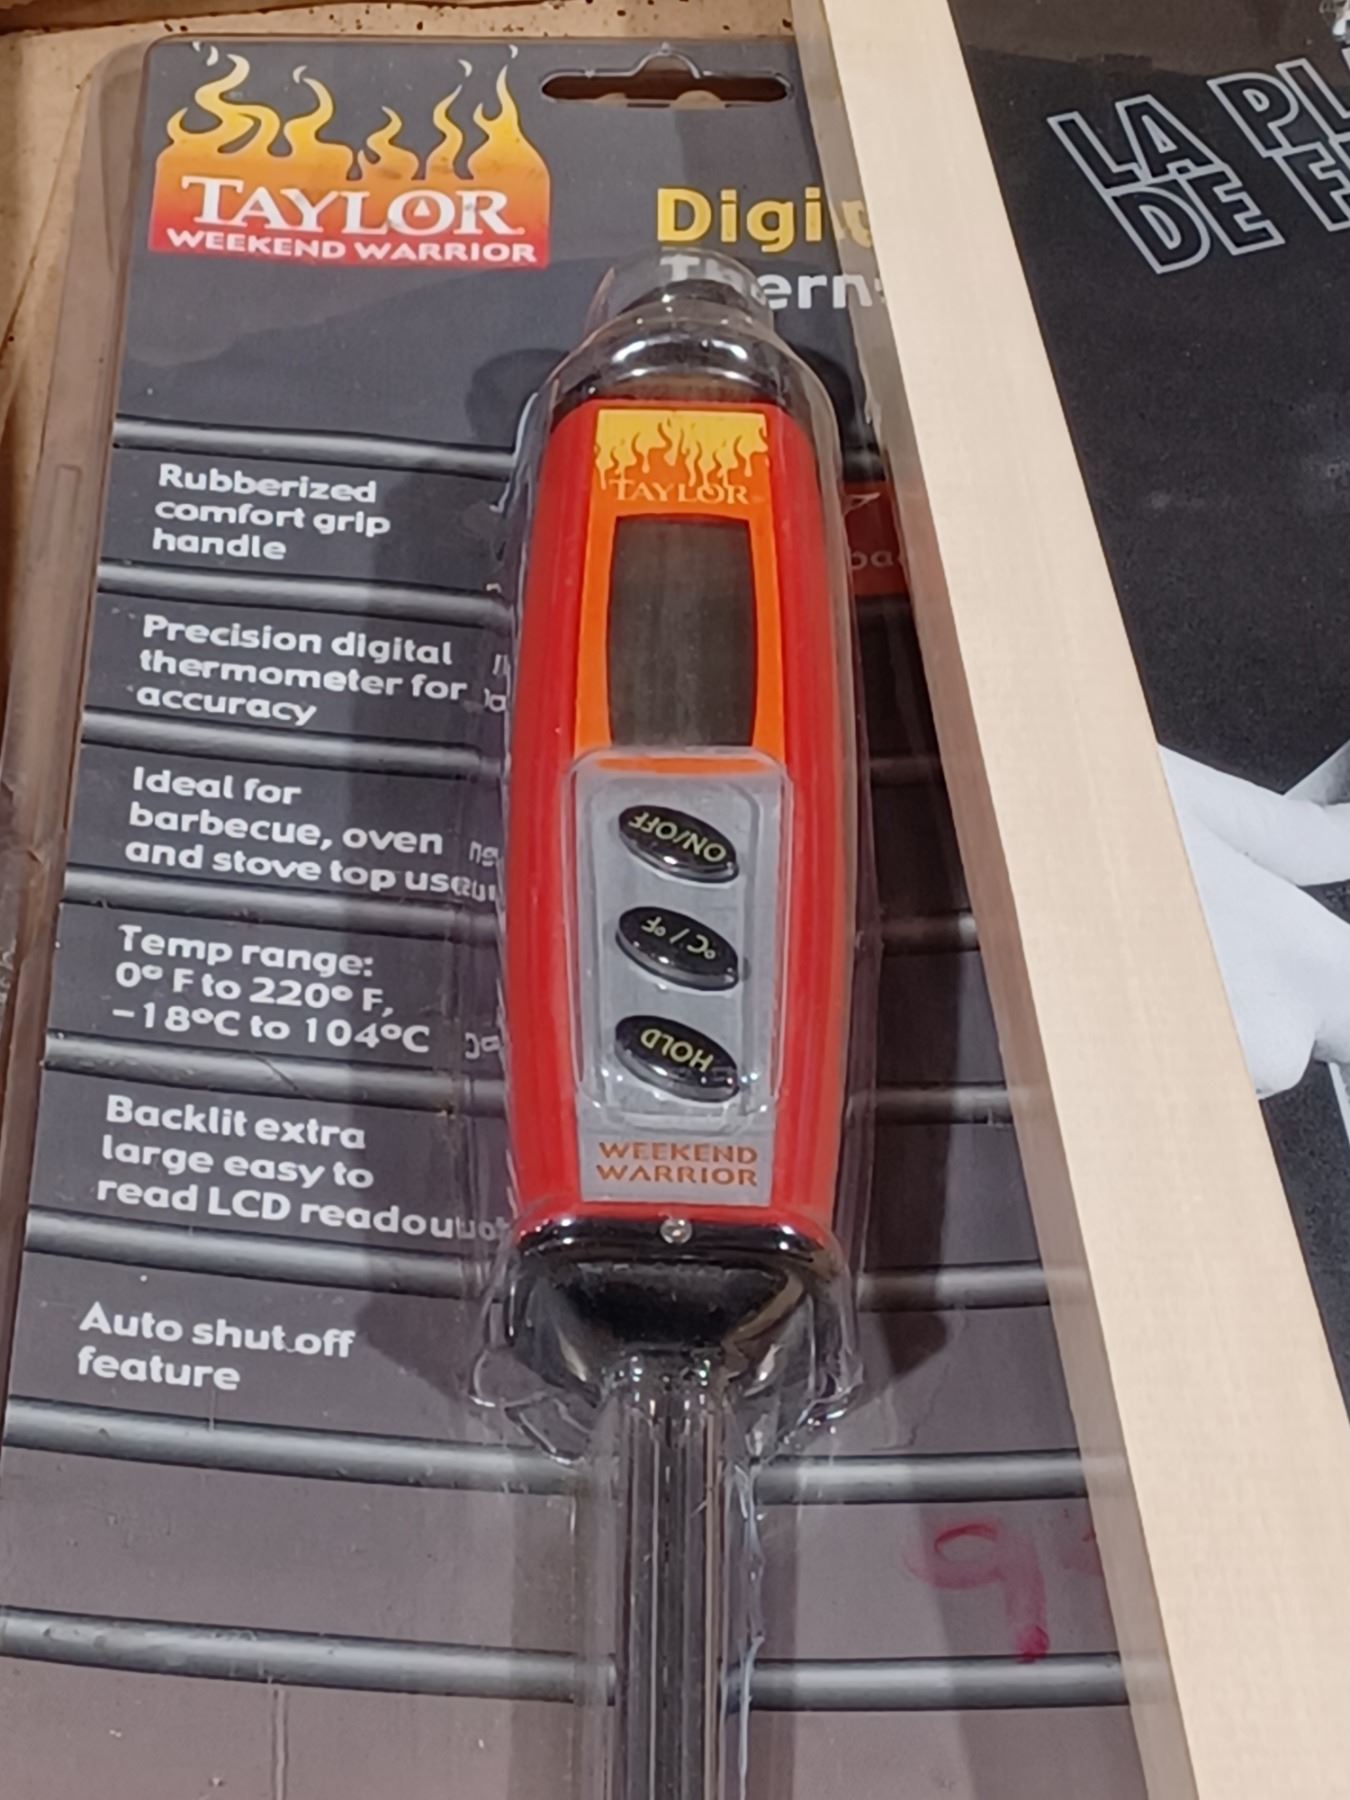 TAYLOR
WEEKEND WARRIOR
LA
DE
TAYLOR
Rubberized
comfort grip
handle
Precision digital
thermometer for
accuracy
Ideal for
barbecue, oven
and stove top use
Temp range:
0° F to 220° F,
−18°C to 104°C
Backlit extra
large easy to
read LCD readout
Auto shut off
feature
ON/OFF
°C / °F
HOLD
WEEKEND
WARRIOR